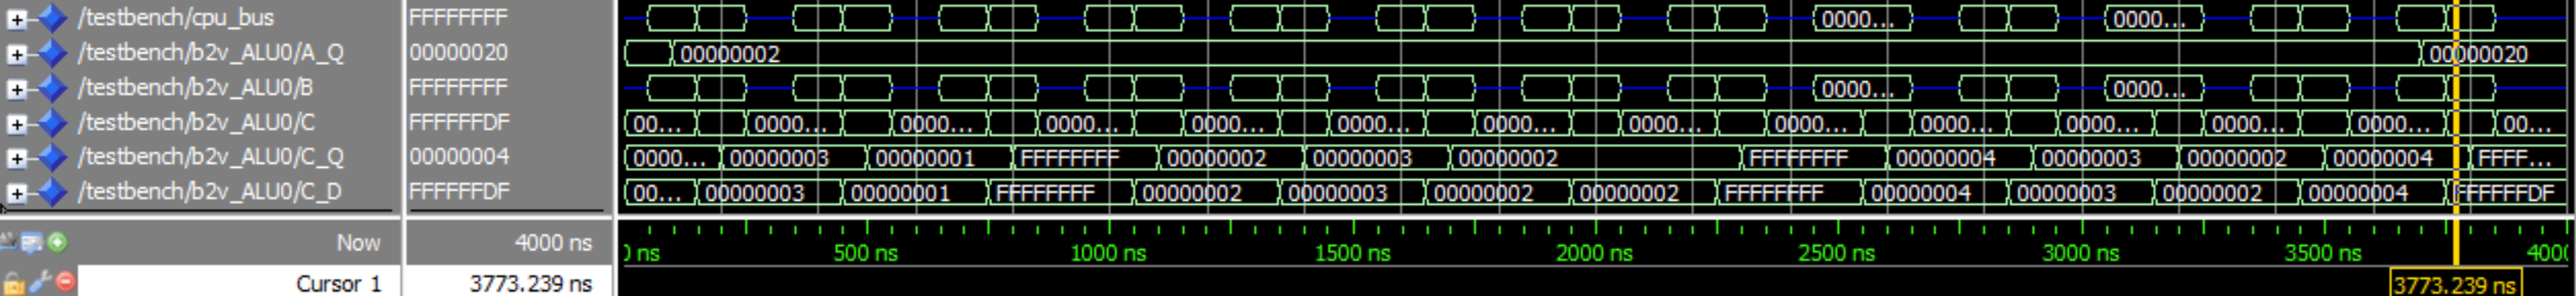 /testbench/cpu_bus FFFFFFFF 0000... 0000...
/testbench/b2v_ALU0/A_Q 00000020 00000002 00000020
/testbench/b2v_ALU0/B FFFFFFFF 0000... 0000...
/testbench/b2v_ALU0/C FFFFFFDF 00... 0000... 0000... 0000... 0000... 0000... 0000... 0000... 0000... 0000... 0000... 0000... 0000... 00...
/testbench/b2v_ALU0/C_Q 00000004 0000... 00000003 00000001 FFFFFFFF 00000002 00000003 00000002 FFFFFFFF 00000004 00000003 00000002 00000004 FFFF...
/testbench/b2v_ALU0/C_D FFFFFFDF 00... 00000003 00000001 FFFFFFFF 00000002 00000003 00000002 00000002 FFFFFFFF 00000004 00000003 00000002 00000004 FFFFFFDF
Now 4000 ns 0 ns 500 ns 1000 ns 1500 ns 2000 ns 2500 ns 3000 ns 3500 ns 400
Cursor 1 3773.239 ns 3773.239 ns